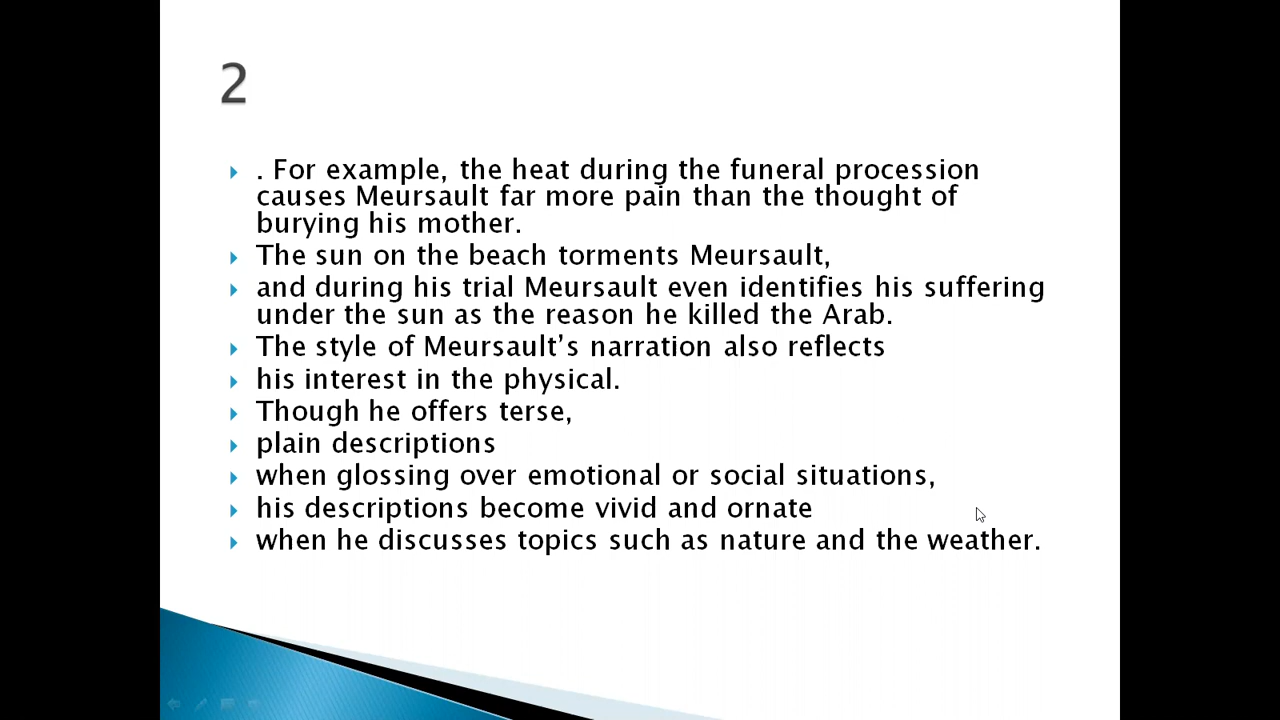 2
. For example, the heat during the funeral procession
causes Meursault far more pain than the thought of
burying his mother.
The sun on the beach torments Meursault,
and during his trial Meursault even identifies his suffering
under the sun as the reason he killed the Arab.
The style of Meursault’s narration also reflects
his interest in the physical.
Though he offers terse,
plain descriptions
when glossing over emotional or social situations,
his descriptions become vivid and ornate
when he discusses topics such as nature and the weather.